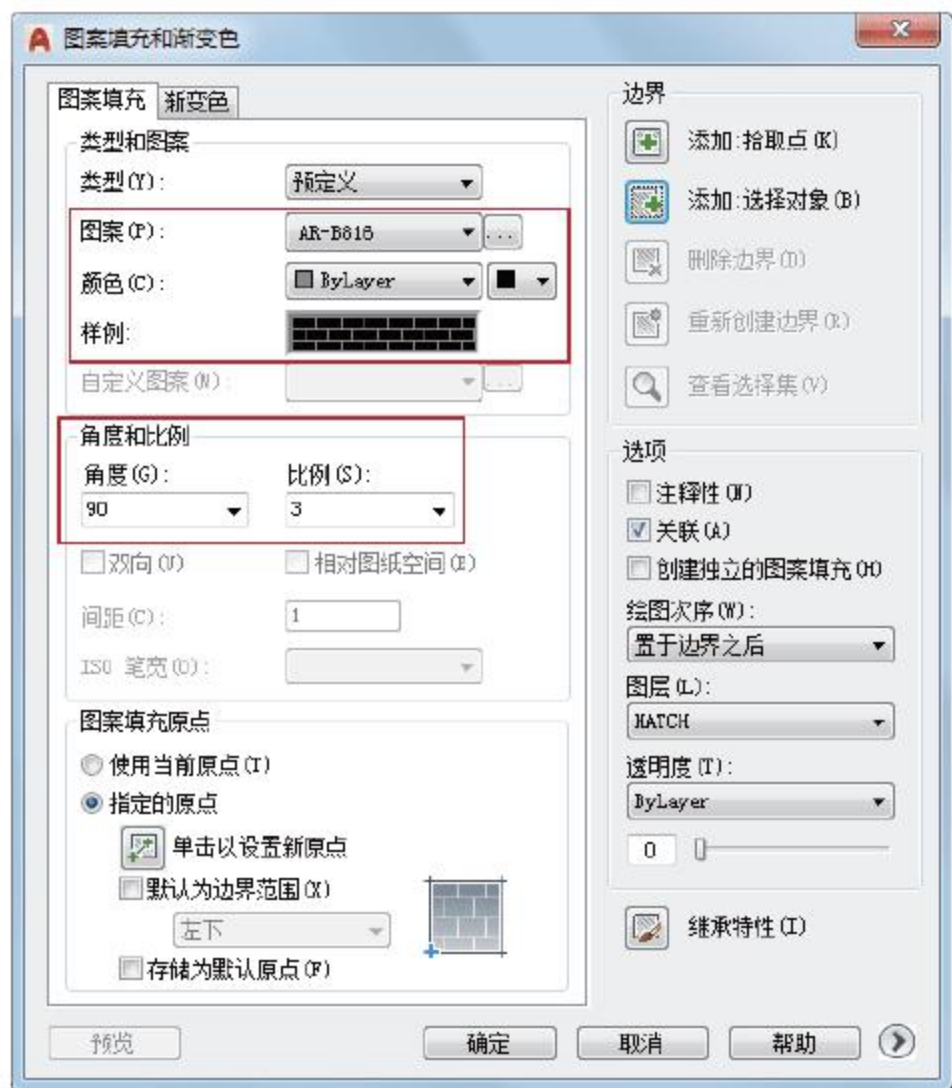 图案填充和渐变色
图案填充
渐变色
类型和图案
类型(Y):
预定义
图案(P):
AR-B816
...
颜色(C):
ByLayer
样例:
自定义图案(N):
...
角度和比例
角度(G):
比例(S):
90
3
双向(U)
相对图纸空间(E)
间距(C):
1
ISO 笔宽(O):
图案填充原点
使用当前原点(T)
指定的原点
单击以设置新原点
默认为边界范围(X)
左下
存储为默认原点(F)
边界
添加:拾取点(K)
添加:选择对象(B)
删除边界(D)
重新创建边界(R)
查看选择集(V)
选项
注释性(N)
关联(A)
创建独立的图案填充(H)
绘图次序(W):
置于边界之后
图层(L):
HATCH
透明度(T):
ByLayer
0
继承特性(I)
预览
确定
取消
帮助